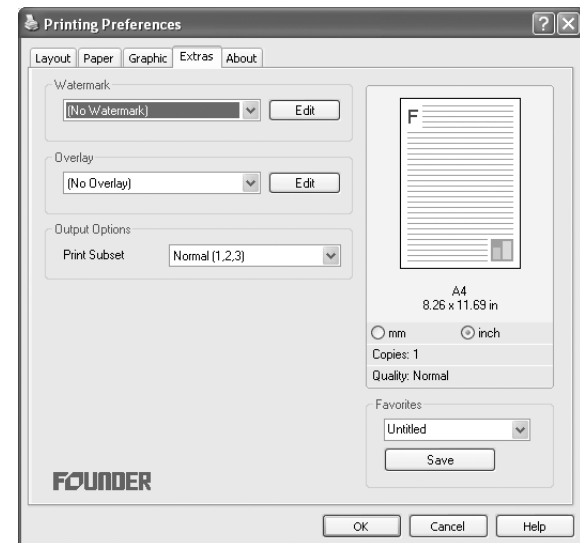 Printing Preferences
Layout Paper Graphic Extras About
Watermark
(No Watermark) Edit
Overlay
(No Overlay) Edit
Output Options
Print Subset Normal (1,2,3)
F
A4
8.26 x 11.69 in
mm inch
Copies: 1
Quality: Normal
Favorites
Untitled
Save
FOUNDER
OK Cancel Help